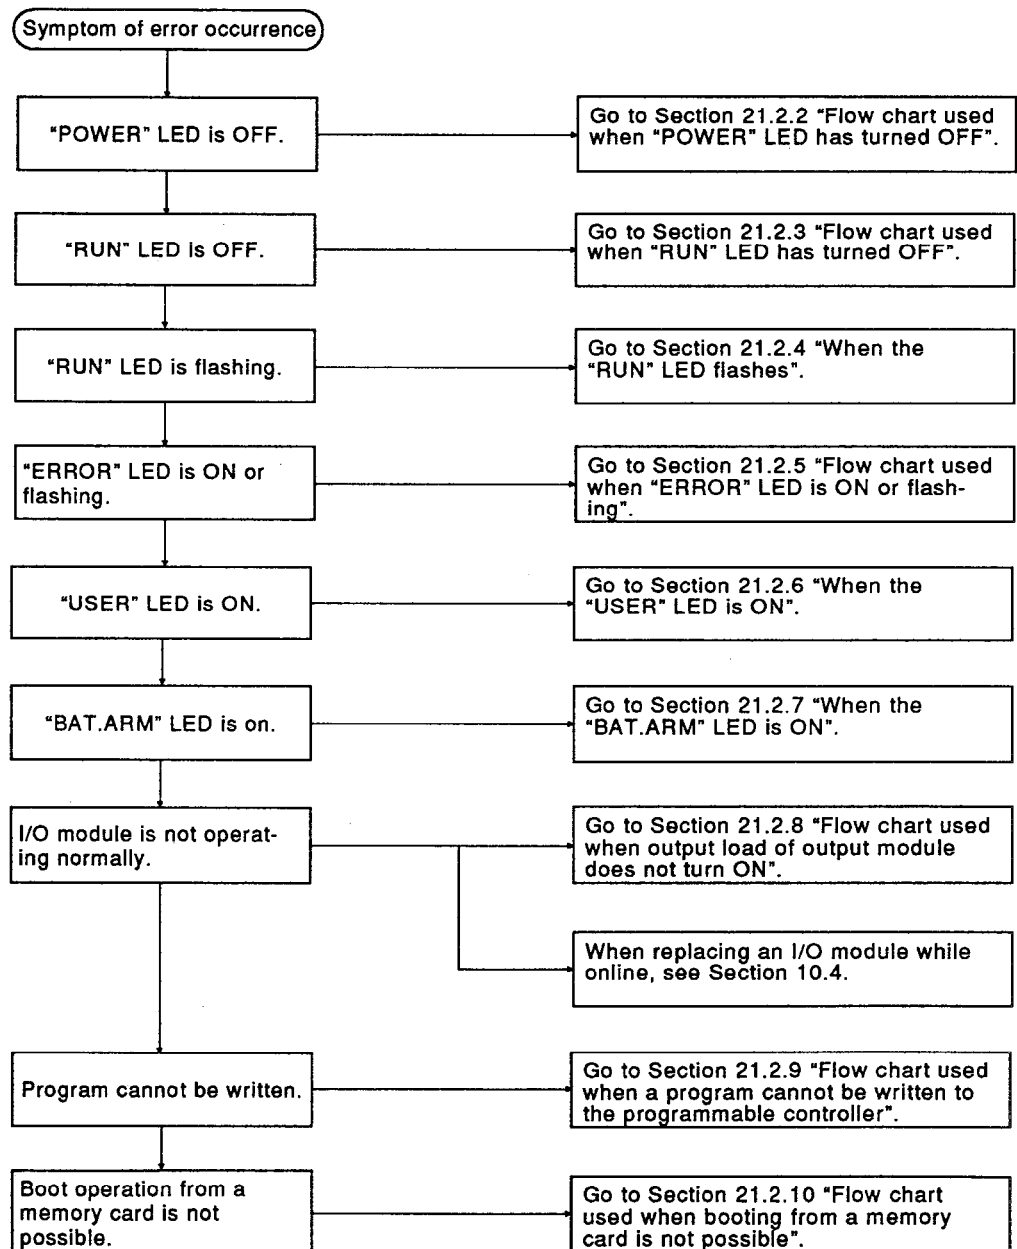 Symptom of error occurrence
"POWER" LED is OFF.
Go to Section 21.2.2 "Flow chart used
when "POWER" LED has turned OFF".
"RUN" LED is OFF.
Go to Section 21.2.3 "Flow chart used
when "RUN" LED has turned OFF".
"RUN" LED is flashing.
Go to Section 21.2.4 "When the
"RUN" LED flashes".
"ERROR" LED is ON or
flashing.
Go to Section 21.2.5 "Flow chart used
when "ERROR" LED is ON or flash-
ing".
"USER" LED is ON.
Go to Section 21.2.6 "When the
"USER" LED is ON".
"BAT.ARM" LED is on.
Go to Section 21.2.7 "When the
"BAT.ARM" LED is ON".
I/O module is not operat-
ing normally.
Go to Section 21.2.8 "Flow chart used
when output load of output module
does not turn ON".
When replacing an I/O module while
online, see Section 10.4.
Program cannot be written.
Go to Section 21.2.9 "Flow chart used
when a program cannot be written to
the programmable controller".
Boot operation from a
memory card is not
possible.
Go to Section 21.2.10 "Flow chart
used when booting from a memory
card is not possible".